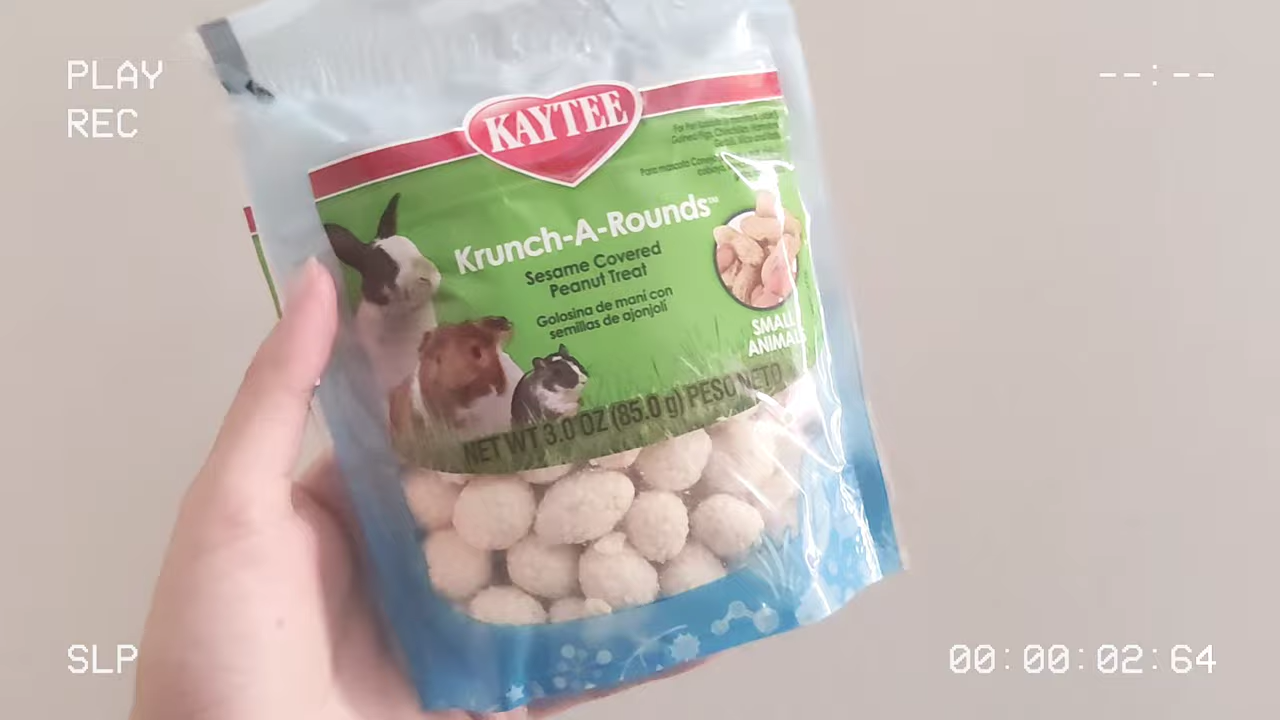 PLAY
REC
--:--
KAYTEE
Krunch-A-Rounds™
Sesame Covered
Peanut Treat
Golosina de maní con
semillas de ajonjolí
SMALL
ANIMALS
NET WT 3.0 OZ (85.0 g) PESO NETO
SLP
00:00:02:64